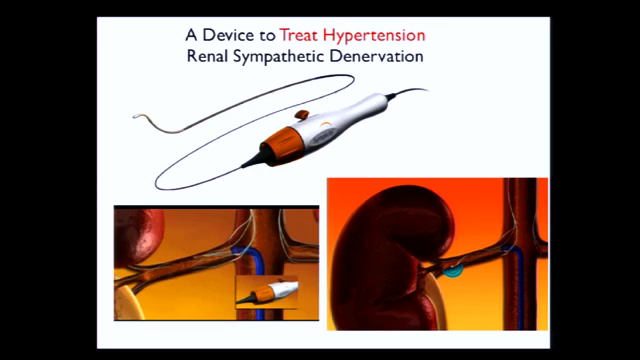 A Device to Treat Hypertension
Renal Sympathetic Denervation